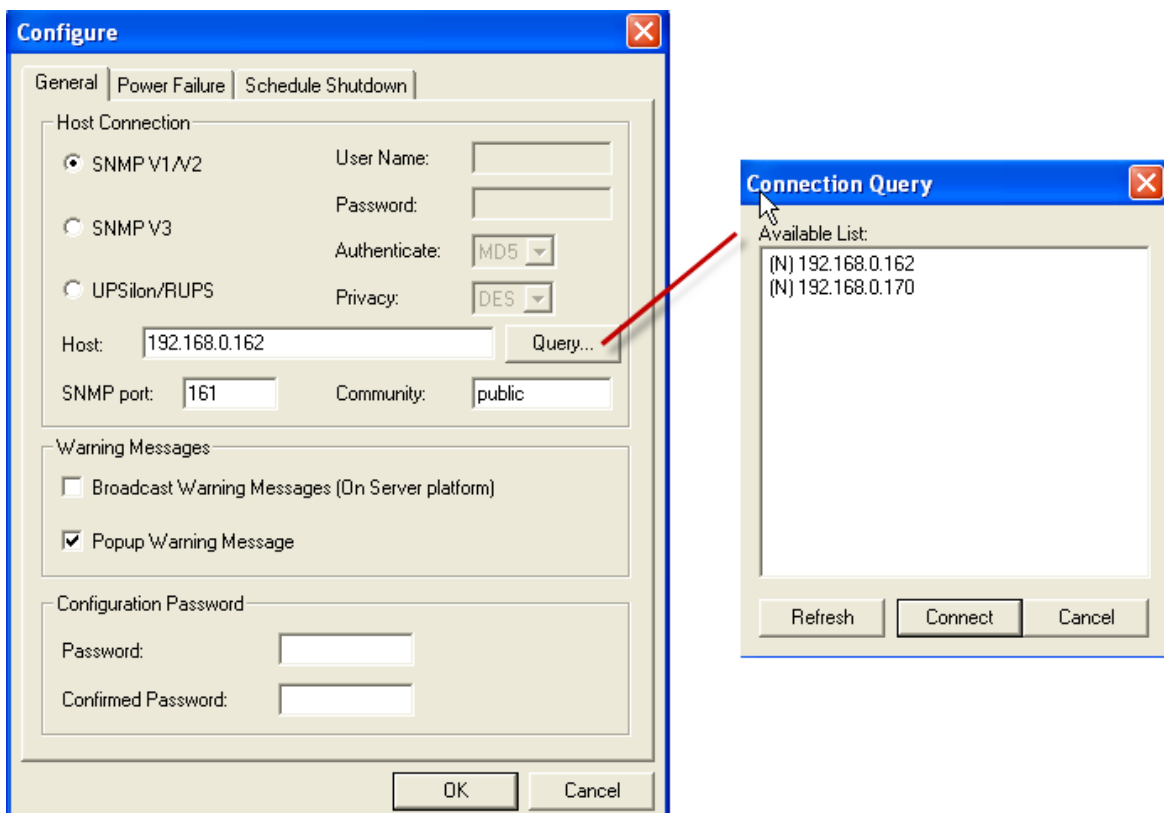 Configure
General Power Failure Schedule Shutdown
Host Connection
SNMP V1/V2 User Name:
Password:
SNMP V3
Authenticate: MD5
UPSilon/RUPS Privacy: DES
Host: 192.168.0.162 Query...
SNMP port: 161 Community: public
Warning Messages
Broadcast Warning Messages (On Server platform)
Popup Warning Message
Configuration Password
Password:
Confirmed Password:
OK Cancel
Connection Query
Available List:
(N) 192.168.0.162
(N) 192.168.0.170
Refresh Connect Cancel